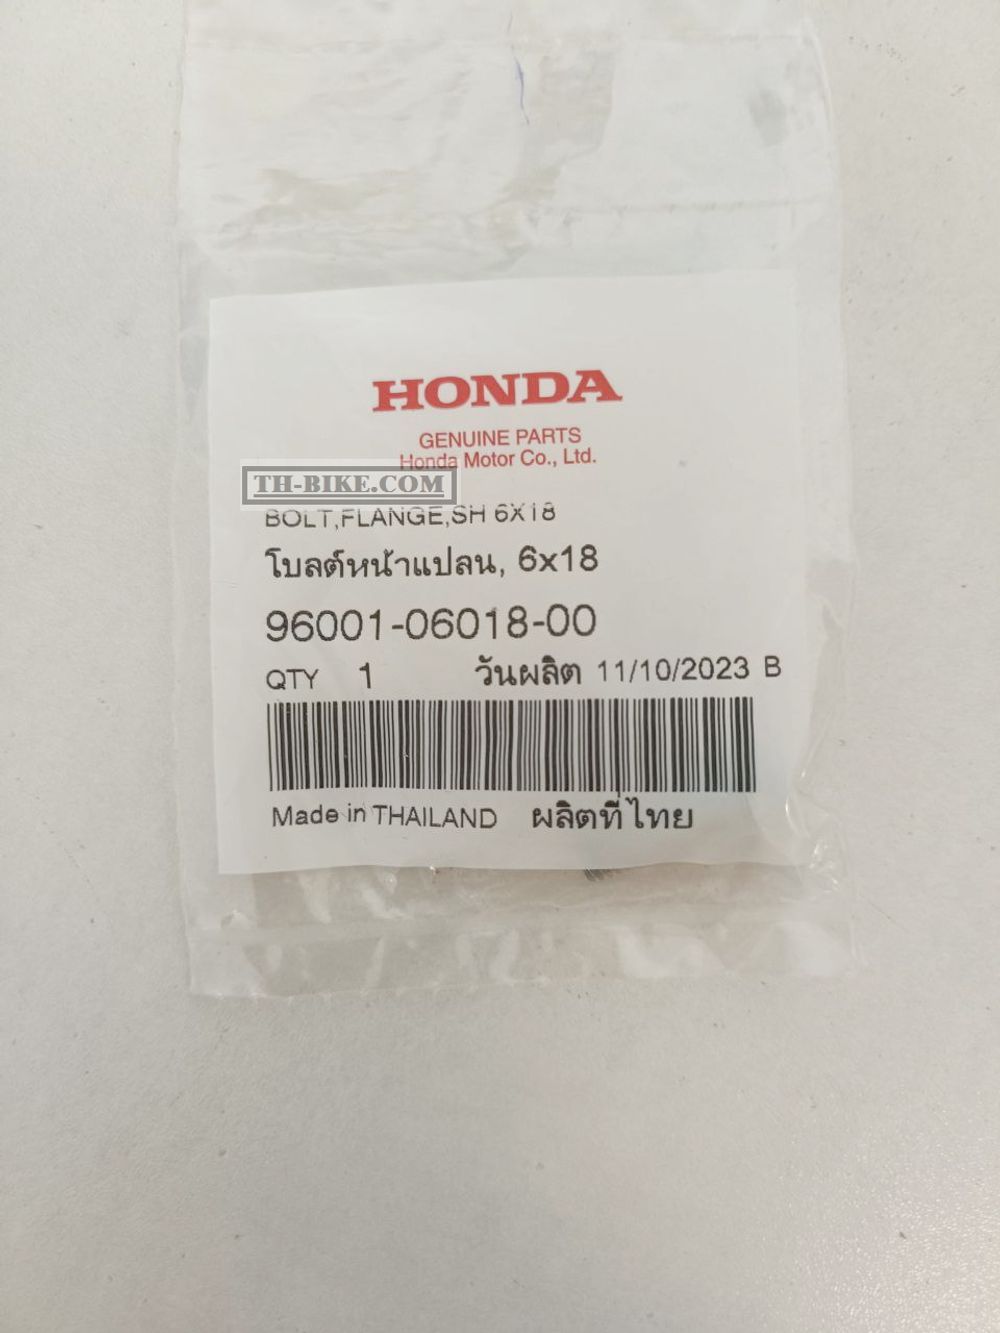 HONDA
GENUINE PARTS
Honda Motor Co., Ltd.
TH-BIKE.COM
BOLT,FLANGE,SH 6X18
โบลต์หน้าแปลน, 6x18
96001-06018-00
QTY 1 วันผลิต 11/10/2023 B
Made in THAILAND ผลิตที่ไทย